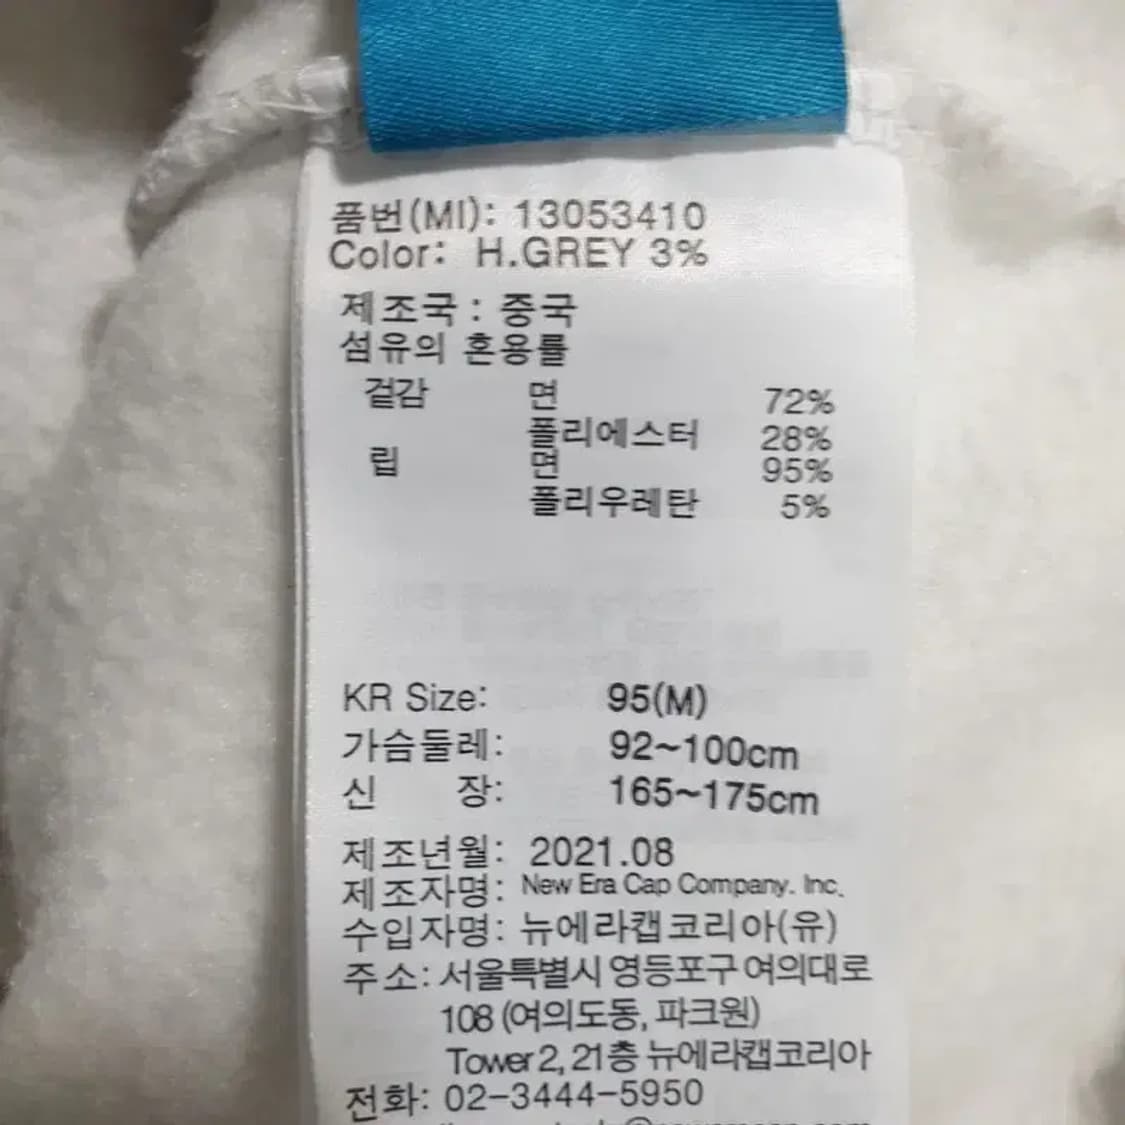 품번(MI): 13053410
Color: H.GREY 3%
제조국 : 중국
섬유의 혼용률
겉감 면 72%
폴리에스터 28%
립 면 95%
폴리우레탄 5%
KR Size: 95(M)
가슴둘레: 92~100cm
신 장: 165~175cm
제조년월: 2021.08
제조자명: New Era Cap Company. Inc.
수입자명: 뉴에라캡코리아(유)
주소: 서울특별시 영등포구 여의대로
108 (여의도동, 파크원)
Tower 2, 21층 뉴에라캡코리아
전화: 02-3444-5950